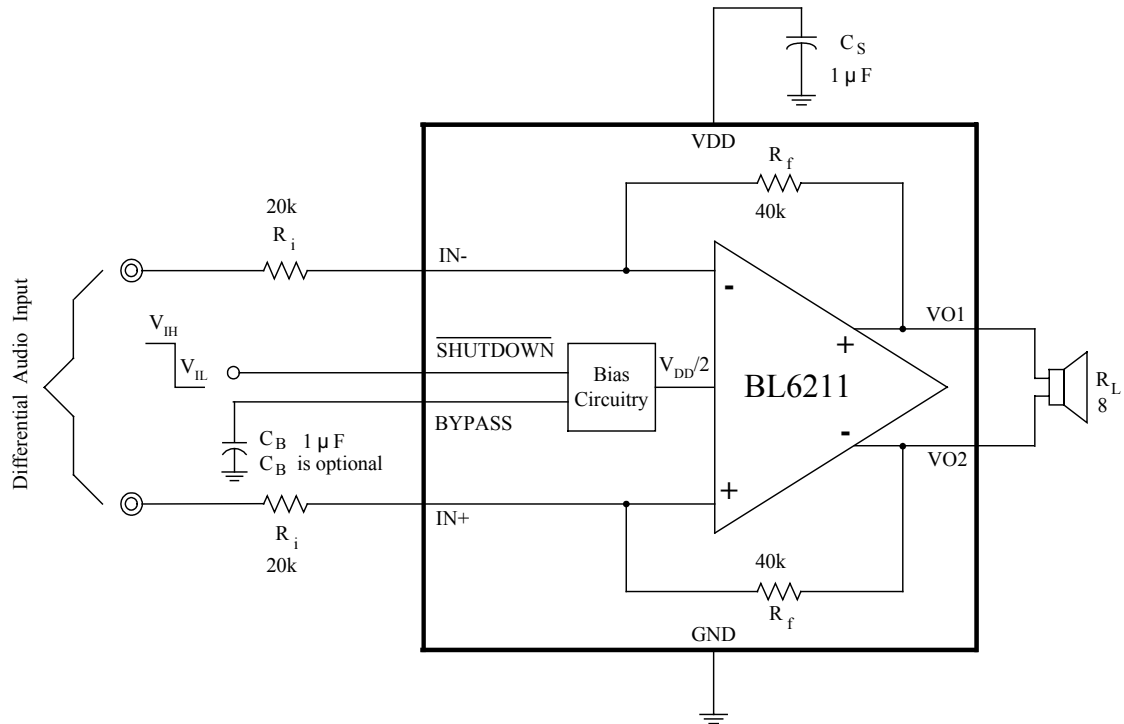 C S
1 μ F
VDD
R f
40k
20k
R i
IN-
Differential Audio Input
V IH
V IL
SHUTDOWN
BYPASS
Bias
Circuitry
V DD/2
-
+
BL6211
-
+
VO1
VO2
R L
8
C B 1 μ F
C B is optional
IN+
R i
20k
40k
R f
GND